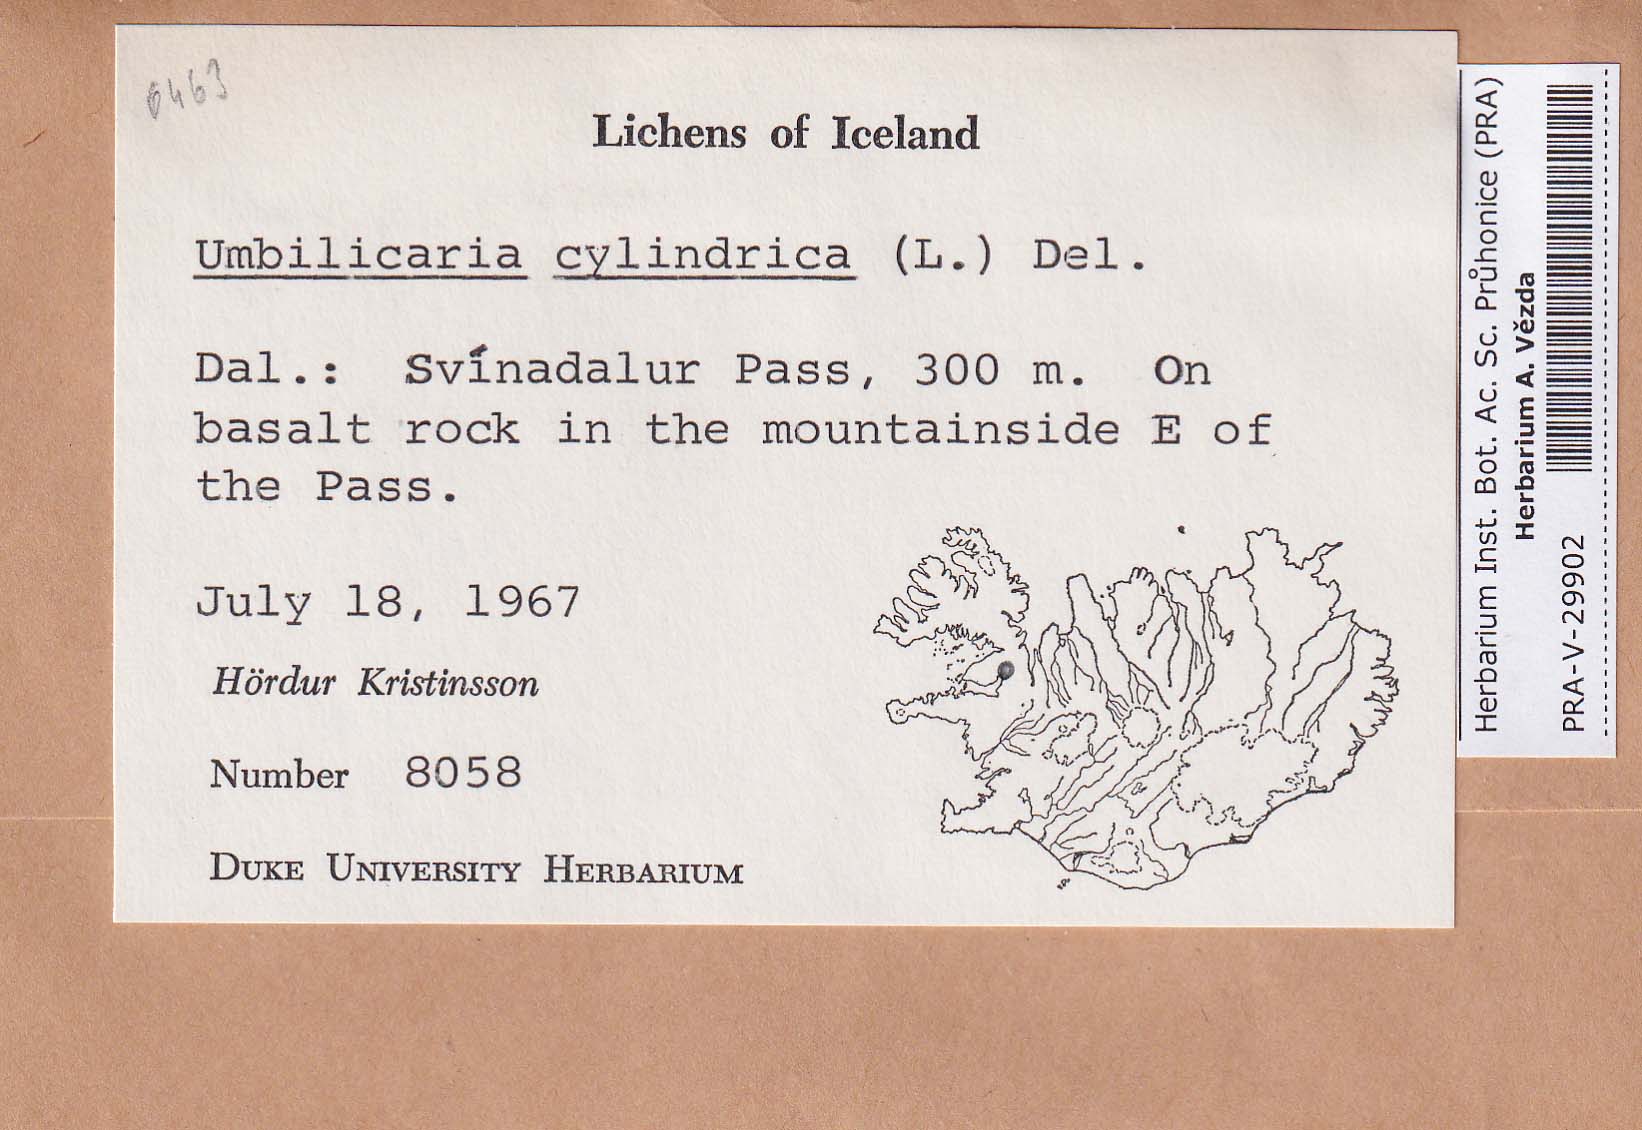 6463
Lichens of Iceland
Umbilicaria cylindrica (L.) Del.
Dal.: Svínadalur Pass, 300 m. On
basalt rock in the mountainside E of
the Pass.
July 18, 1967
Hördur Kristinsson
Number 8058
DUKE UNIVERSITY HERBARIUM
Herbarium Inst. Bot. Ac. Sc. Průhonice (PRA)
Herbarium A. Vězda
PRA-V-29902